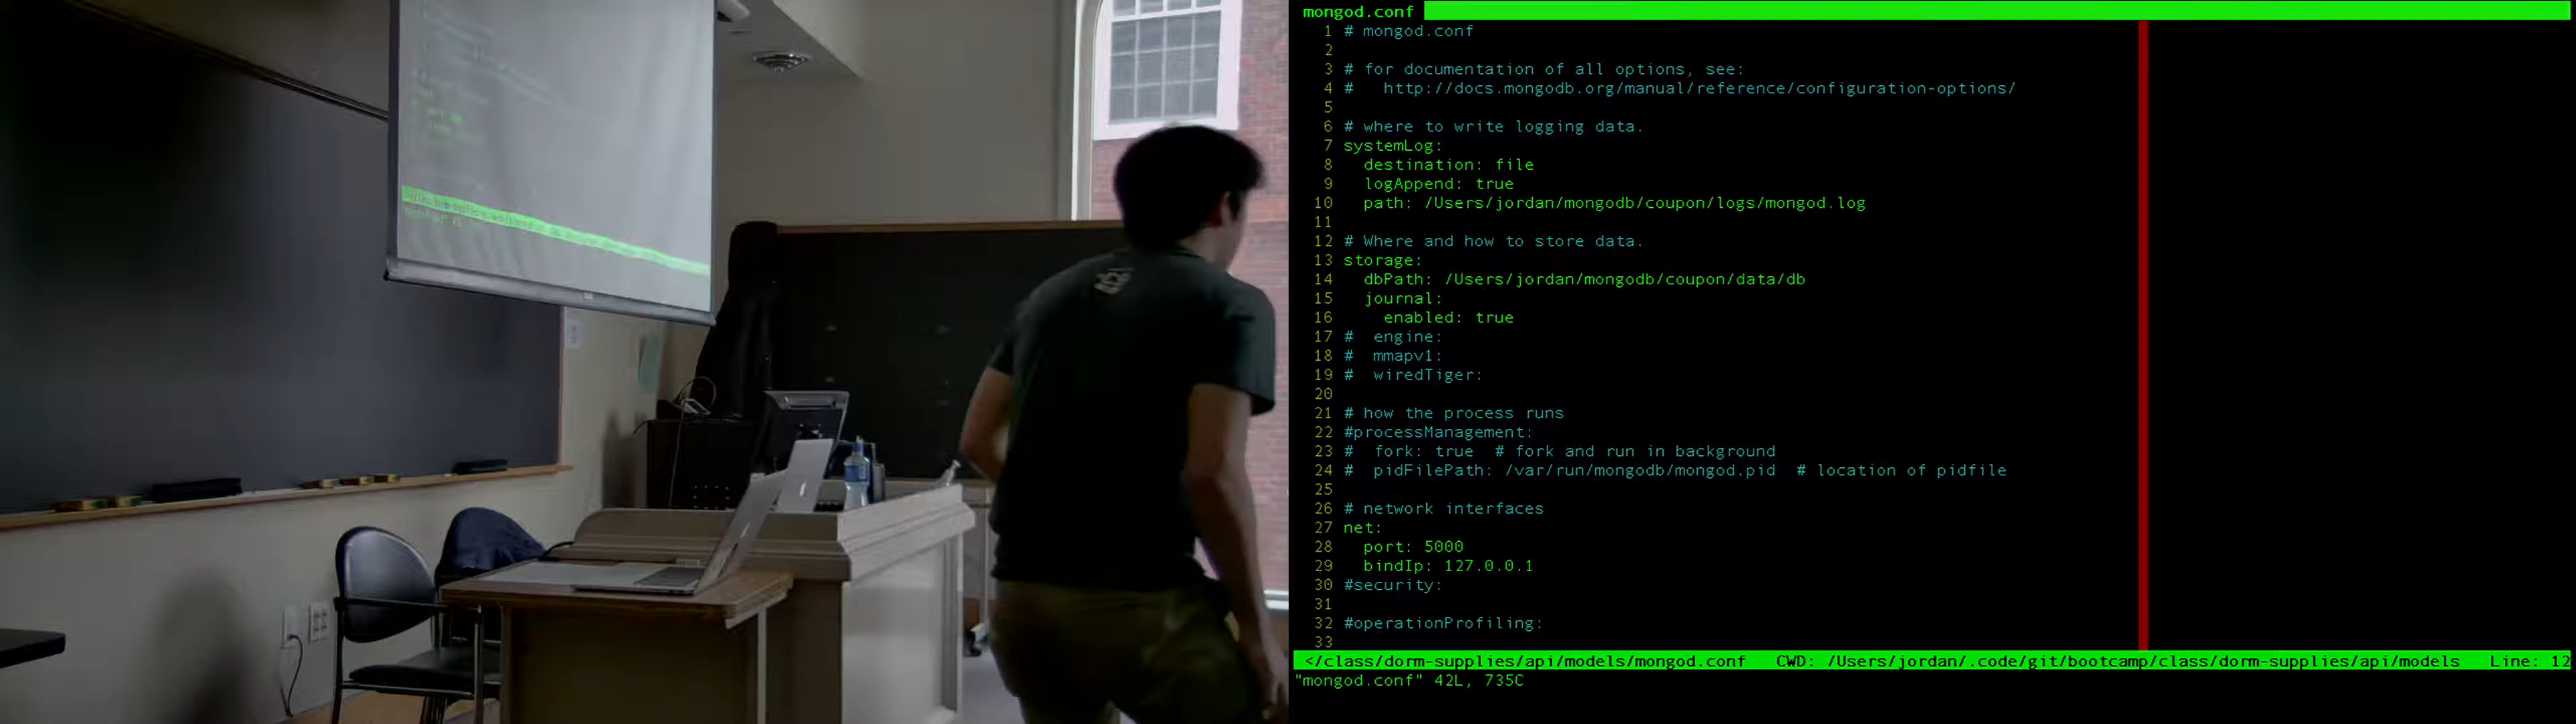 mongod.conf
1 # mongod.conf
2
3 # for documentation of all options, see:
4 #   http://docs.mongodb.org/manual/reference/configuration-options/
5
6 # where to write logging data.
7 systemLog:
8   destination: file
9   logAppend: true
10   path: /Users/jordan/mongodb/coupon/logs/mongod.log
11
12 # Where and how to store data.
13 storage:
14   dbPath: /Users/jordan/mongodb/coupon/data/db
15   journal:
16     enabled: true
17 #  engine:
18 #  mmapv1:
19 #  wiredTiger:
20
21 # how the process runs
22 #processManagement:
23 #  fork: true  # fork and run in background
24 #  pidFilePath: /var/run/mongodb/mongod.pid  # location of pidfile
25
26 # network interfaces
27 net:
28   port: 5000
29   bindIp: 127.0.0.1
30 #security:
31
32 #operationProfiling:
33
</class/dorm-supplies/api/models/mongod.conf   CWD: /Users/jordan/.code/git/bootcamp/class/dorm-supplies/api/models   Line: 12
"mongod.conf" 42L, 735C